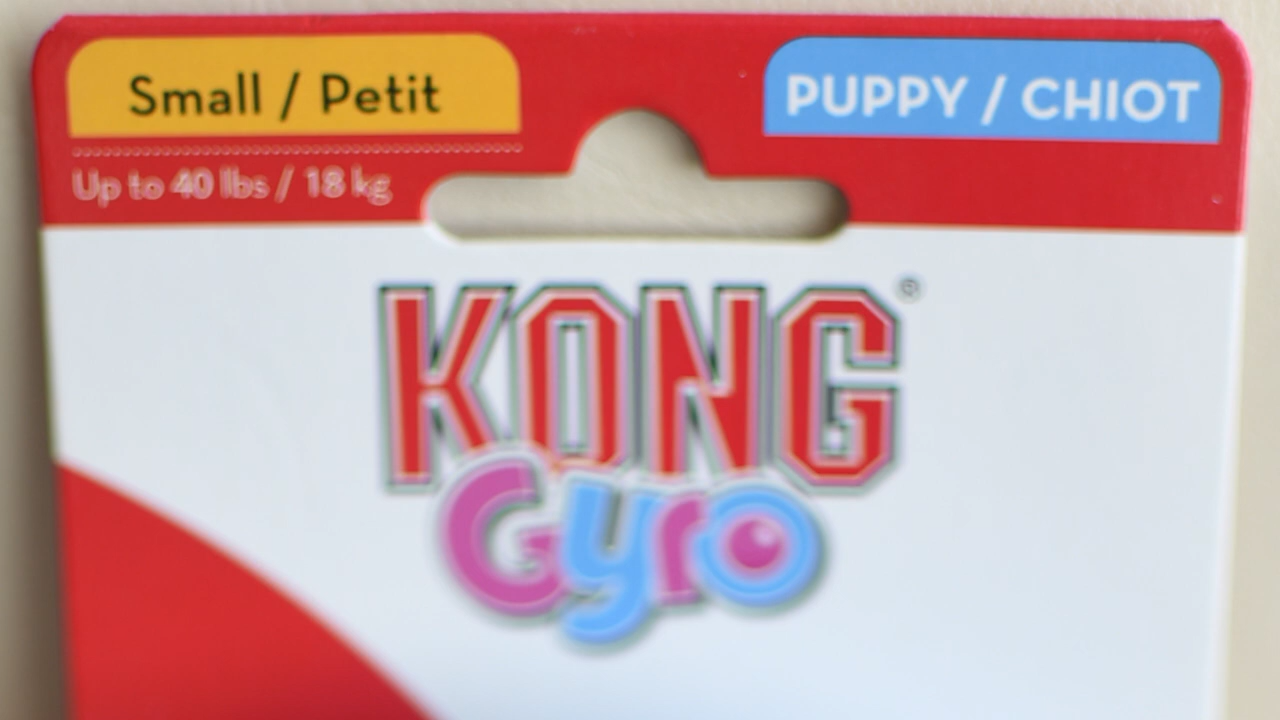 Small / Petit
PUPPY / CHIOT
Up to 40 lbs / 18 kg
KONG®
Gyro